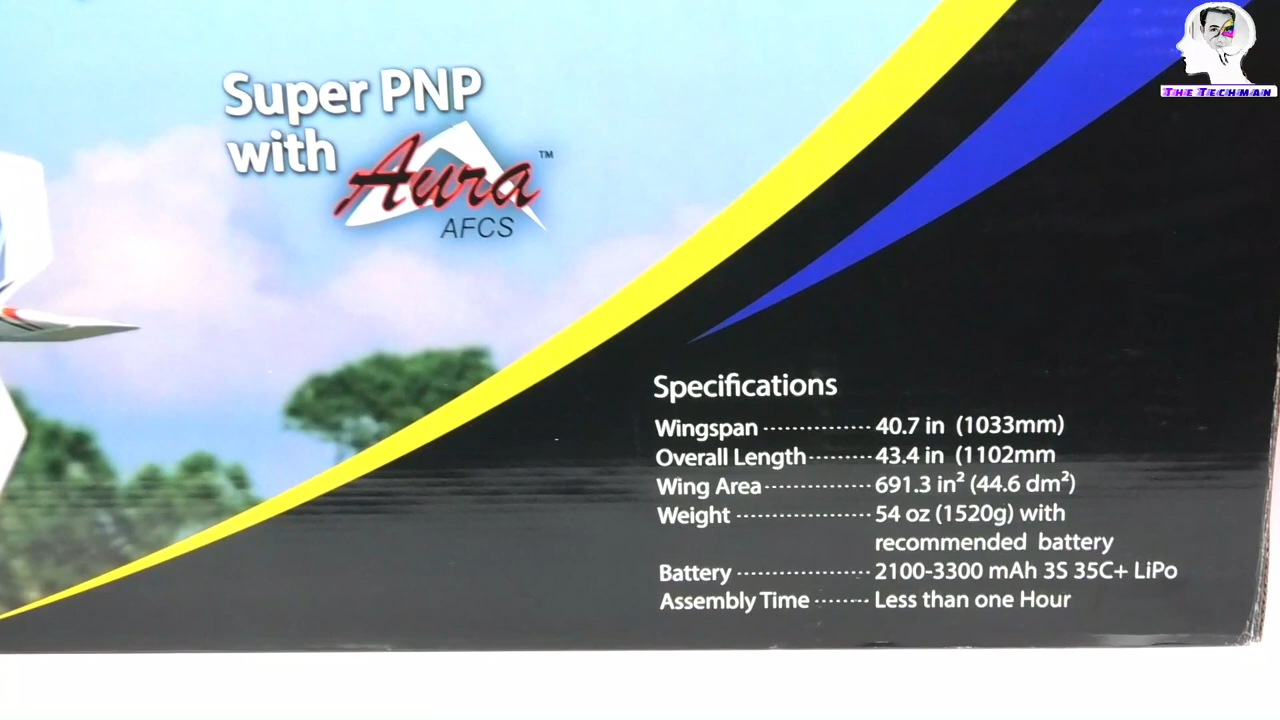 THE TECHMAN
Super PNP
with Aura™
AFCS
Specifications
Wingspan ---------------- 40.7 in (1033mm)
Overall Length--------- 43.4 in (1102mm
Wing Area---------------- 691.3 in² (44.6 dm²)
Weight -------------------- 54 oz (1520g) with
recommended battery
Battery -------------------- 2100-3300 mAh 3S 35C+ LiPo
Assembly Time -------- Less than one Hour